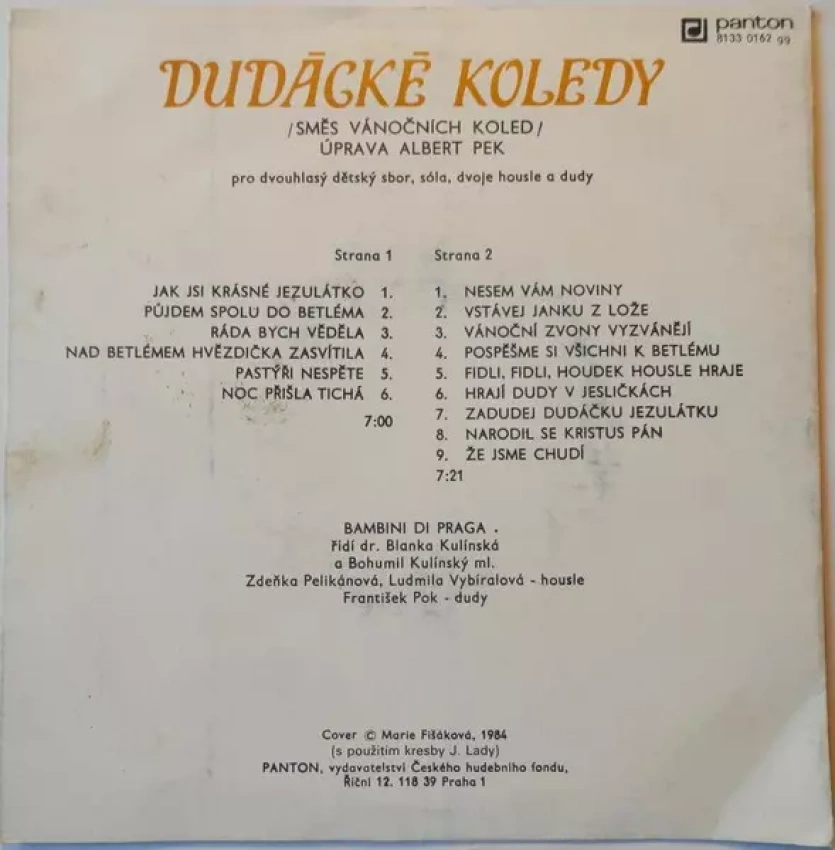 panton
8133 0162 gg
DUDÁCKÉ KOLEDY
/SMĚS VÁNOČNÍCH KOLED/
ÚPRAVA ALBERT PEK
pro dvouhlasý dětský sbor, sóla, dvoje housle a dudy
Strana 1
JAK JSI KRÁSNÉ JEZULÁTKO 1.
PŮJDEM SPOLU DO BETLÉMA 2.
RÁDA BYCH VĚDĚLA 3.
NAD BETLÉMEM HVĚZDIČKA ZASVÍTILA 4.
PASTÝŘI NESPĚTE 5.
NOC PŘIŠLA TICHÁ 6.
7:00
Strana 2
1. NESEM VÁM NOVINY
2. VSTÁVEJ JANKU Z LOŽE
3. VÁNOČNÍ ZVONY VYZVÁNĚJÍ
4. POSPĚŠME SI VŠICHNI K BETLÉMU
5. FIDLI, FIDLI, HOUDEK HOUSLE HRAJE
6. HRAJÍ DUDY V JESLIČKÁCH
7. ZADUDEJ DUDÁČKU JEZULÁTKU
8. NARODIL SE KRISTUS PÁN
9. ŽE JSME CHUDÍ
7:21
BAMBINI DI PRAGA .
řídí dr. Blanka Kulínská
a Bohumil Kulínský ml.
Zdeňka Pelikánová, Ludmila Vybíralová - housle
František Pok - dudy
Cover © Marie Fišáková, 1984
(s použitím kresby J. Lady)
PANTON, vydavatelství Českého hudebního fondu,
Říční 12. 118 39 Praha 1